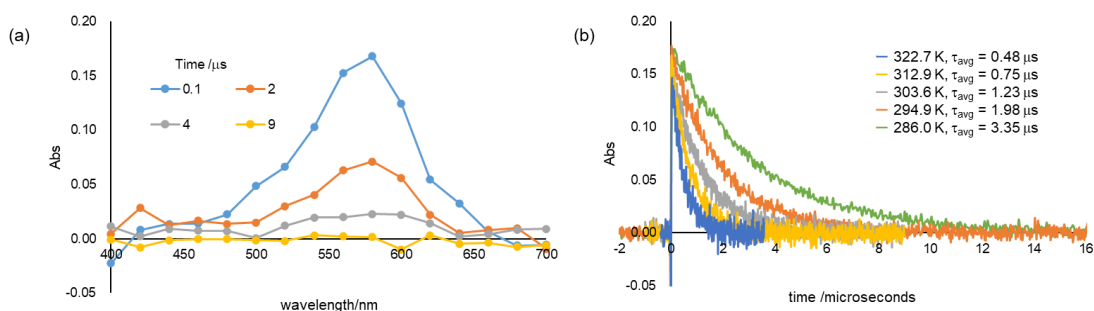 (a)
0.20
0.15
0.10
0.05
0.00
-0.05
Abs
Time /μs
0.1
2
4
9
400
450
500
550
600
650
700
wavelength/nm
(b)
0.20
0.15
0.10
0.05
0.00
-0.05
Abs
322.7 K, τavg = 0.48 μs
312.9 K, τavg = 0.75 μs
303.6 K, τavg = 1.23 μs
294.9 K, τavg = 1.98 μs
286.0 K, τavg = 3.35 μs
-2
0
2
4
6
8
10
12
14
16
time /microseconds